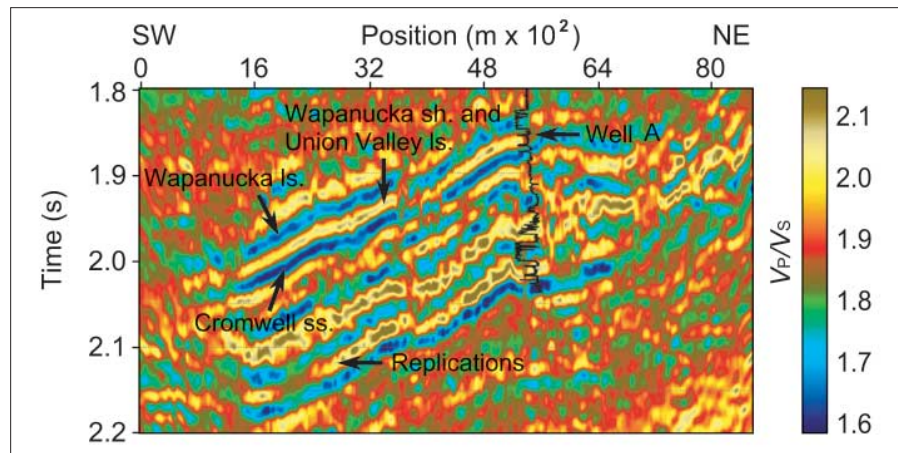 SW Position (m x 10²) NE
0 16 32 48 64 80
1.8
1.9
2.0
2.1
2.2
Time (s)
Wapanucka sh. and
Union Valley ls.
Well A
Wapanucka ls.
Cromwell ss.
Replications
2.1
2.0
1.9
1.8
1.7
1.6
VP/VS